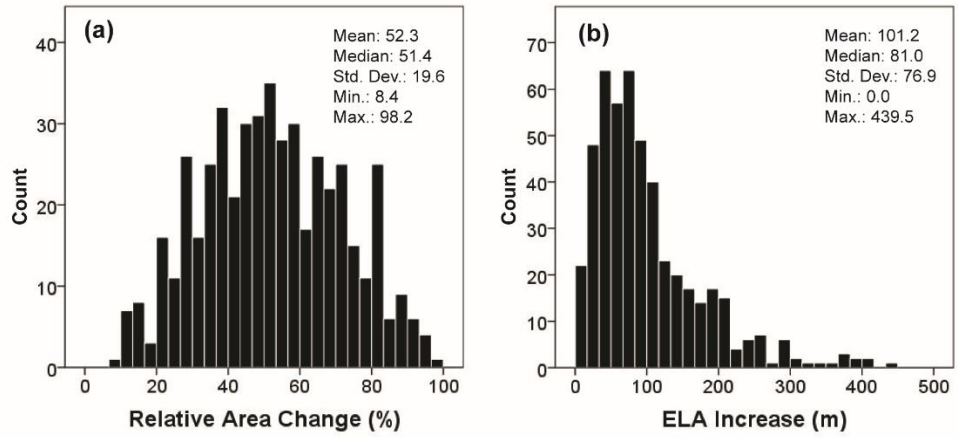 (a)
Mean: 52.3
Median: 51.4
Std. Dev.: 19.6
Min.: 8.4
Max.: 98.2
40
30
20
10
0
Count
0 20 40 60 80 100
Relative Area Change (%)
(b)
Mean: 101.2
Median: 81.0
Std. Dev.: 76.9
Min.: 0.0
Max.: 439.5
70
60
50
40
30
20
10
0
Count
0 100 200 300 400 500
ELA Increase (m)